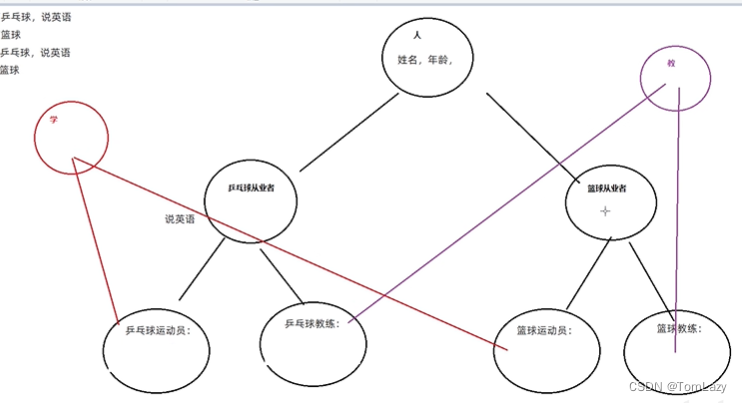 乒乓球，说英语
篮球
乒乓球，说英语
篮球
人
姓名，年龄，
教
学
乒乓球从业者
篮球从业者
说英语
乒乓球运动员：
乒乓球教练：
篮球运动员：
篮球教练：
CSDN @TomLazy